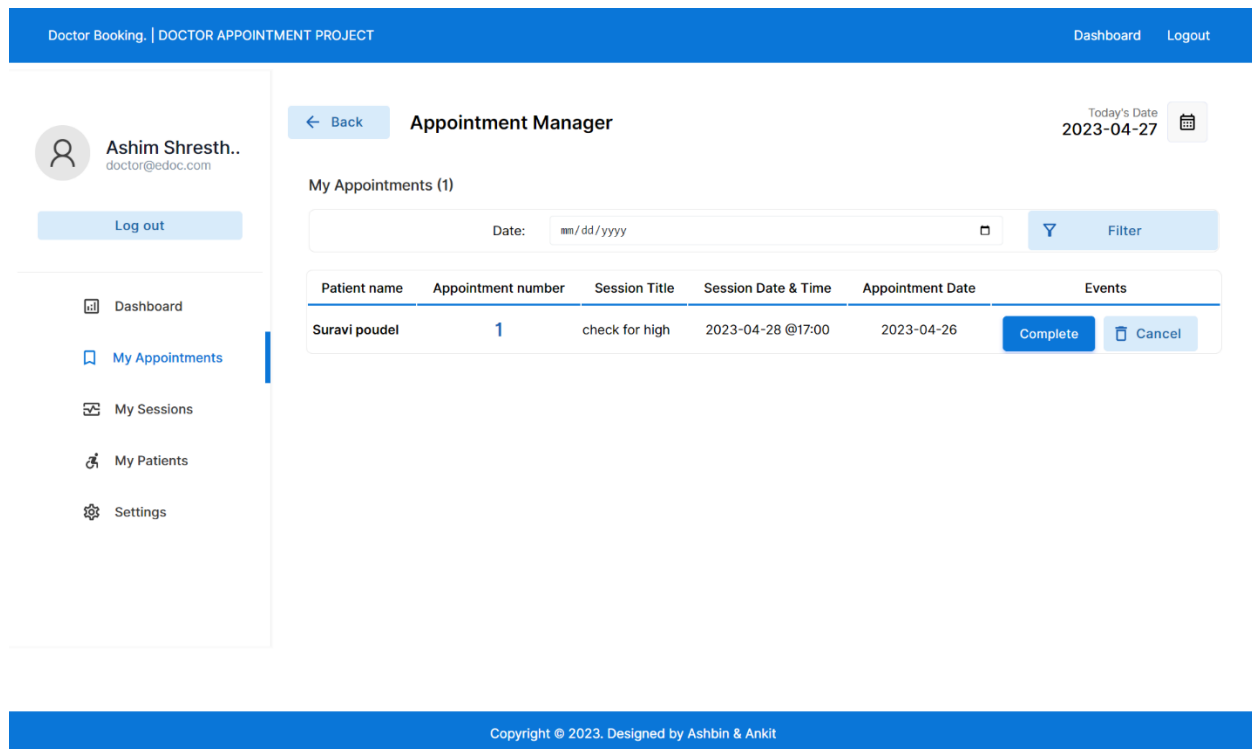 Doctor Booking. | DOCTOR APPOINTMENT PROJECT Dashboard Logout
Ashim Shresth..
doctor@edoc.com
Log out
Dashboard
My Appointments
My Sessions
My Patients
Settings
← Back Appointment Manager
Today's Date
2023-04-27
My Appointments (1)
Date: mm/dd/yyyy Filter
Patient name Appointment number Session Title Session Date & Time Appointment Date Events
Suravi poudel 1 check for high 2023-04-28 @17:00 2023-04-26 Complete Cancel
Copyright © 2023. Designed by Ashbin & Ankit